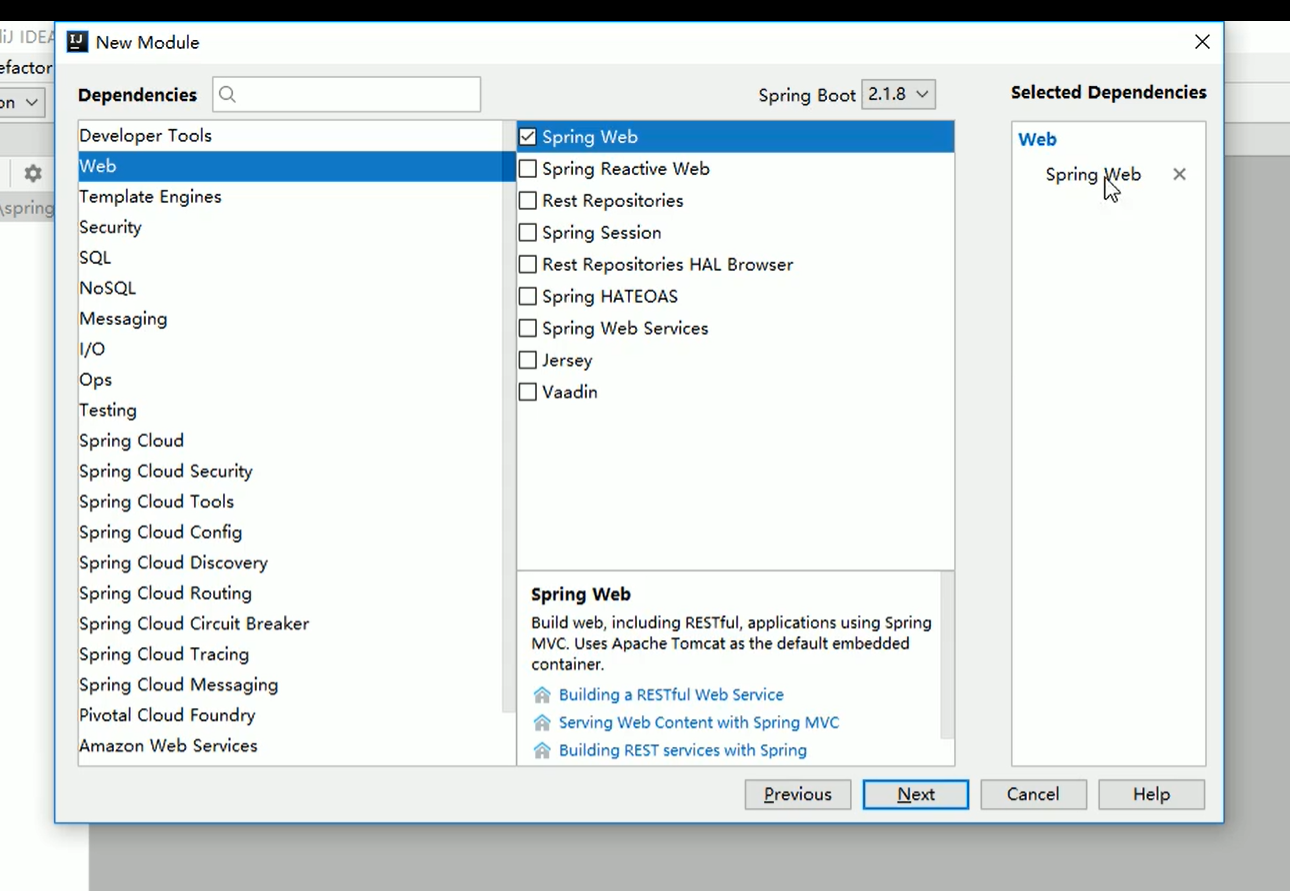 liJ IDEA
efactor
on
\spring
New Module
Dependencies
Spring Boot 2.1.8
Selected Dependencies
Developer Tools
Web
Template Engines
Security
SQL
NoSQL
Messaging
I/O
Ops
Testing
Spring Cloud
Spring Cloud Security
Spring Cloud Tools
Spring Cloud Config
Spring Cloud Discovery
Spring Cloud Routing
Spring Cloud Circuit Breaker
Spring Cloud Tracing
Spring Cloud Messaging
Pivotal Cloud Foundry
Amazon Web Services
Spring Web
Spring Reactive Web
Rest Repositories
Spring Session
Rest Repositories HAL Browser
Spring HATEOAS
Spring Web Services
Jersey
Vaadin
Spring Web
Build web, including RESTful, applications using Spring
MVC. Uses Apache Tomcat as the default embedded
container.
Building a RESTful Web Service
Serving Web Content with Spring MVC
Building REST services with Spring
Web
Spring Web
Previous
Next
Cancel
Help